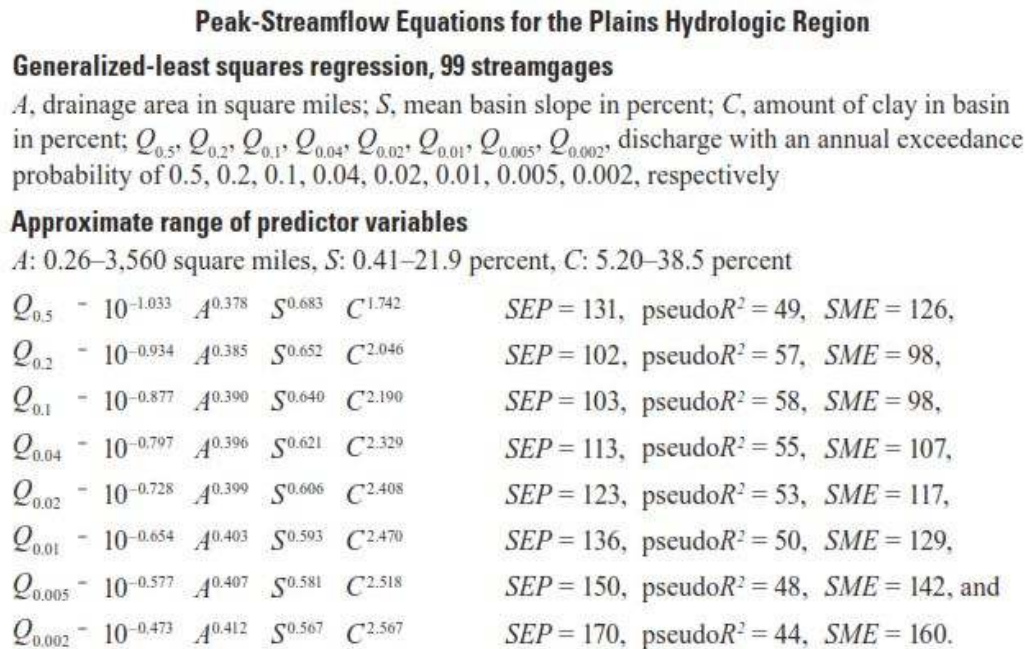 Peak-Streamflow Equations for the Plains Hydrologic Region
Generalized-least squares regression, 99 streamgages
A, drainage area in square miles; S, mean basin slope in percent; C, amount of clay in basin
in percent; Q0.5, Q0.2, Q0.1, Q0.04, Q0.02, Q0.01, Q0.005, Q0.002, discharge with an annual exceedance
probability of 0.5, 0.2, 0.1, 0.04, 0.02, 0.01, 0.005, 0.002, respectively
Approximate range of predictor variables
A: 0.26–3,560 square miles, S: 0.41–21.9 percent, C: 5.20–38.5 percent
Q0.5 = 10^−1.033 A^0.378 S^0.683 C^1.742 SEP = 131, pseudoR² = 49, SME = 126,
Q0.2 = 10^−0.934 A^0.385 S^0.652 C^2.046 SEP = 102, pseudoR² = 57, SME = 98,
Q0.1 = 10^−0.877 A^0.390 S^0.640 C^2.190 SEP = 103, pseudoR² = 58, SME = 98,
Q0.04 = 10^−0.797 A^0.396 S^0.621 C^2.329 SEP = 113, pseudoR² = 55, SME = 107,
Q0.02 = 10^−0.728 A^0.399 S^0.606 C^2.408 SEP = 123, pseudoR² = 53, SME = 117,
Q0.01 = 10^−0.654 A^0.403 S^0.593 C^2.470 SEP = 136, pseudoR² = 50, SME = 129,
Q0.005 = 10^−0.577 A^0.407 S^0.581 C^2.518 SEP = 150, pseudoR² = 48, SME = 142, and
Q0.002 = 10^−0.473 A^0.412 S^0.567 C^2.567 SEP = 170, pseudoR² = 44, SME = 160.